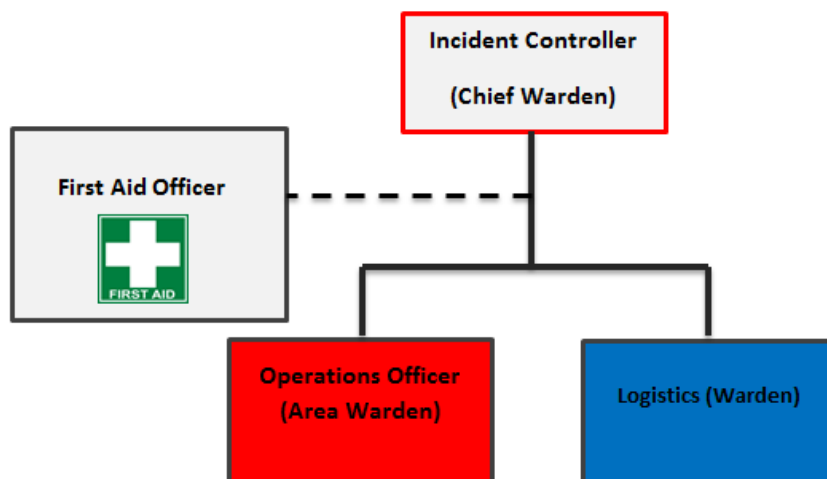 Incident Controller
(Chief Warden)
First Aid Officer
FIRST AID
Operations Officer
(Area Warden)
Logistics (Warden)